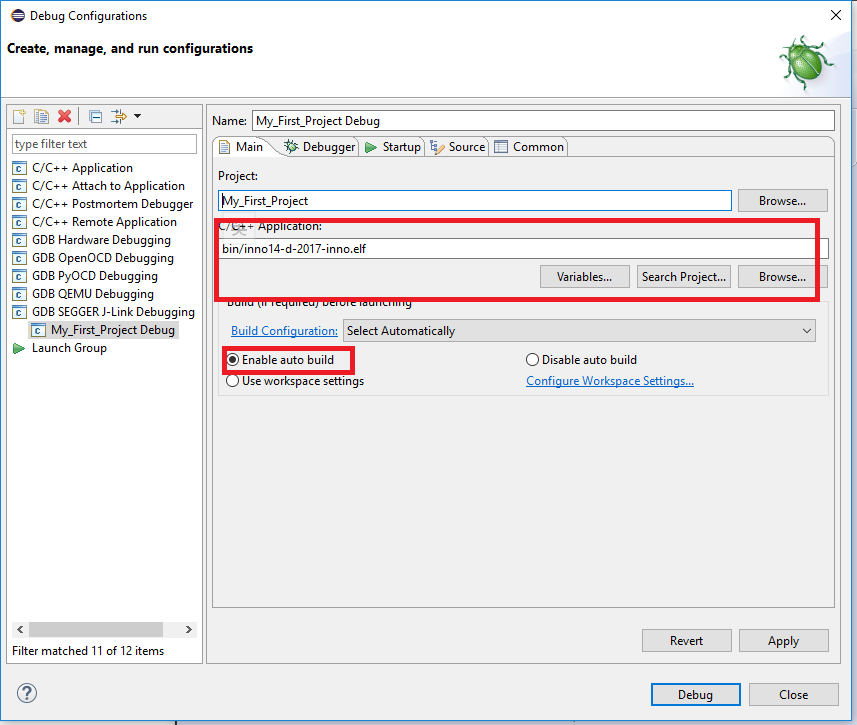 Debug Configurations
Create, manage, and run configurations
type filter text
C/C++ Application
C/C++ Attach to Application
C/C++ Postmortem Debugger
C/C++ Remote Application
GDB Hardware Debugging
GDB OpenOCD Debugging
GDB PyOCD Debugging
GDB QEMU Debugging
GDB SEGGER J-Link Debugging
My_First_Project Debug
Launch Group
Filter matched 11 of 12 items
Name: My_First_Project Debug
Main Debugger Startup Source Common
Project:
My_First_Project Browse...
C/C++ Application:
bin/inno14-d-2017-inno.elf
Variables... Search Project... Browse...
Build (if required) before launching
Build Configuration: Select Automatically
Enable auto build Disable auto build
Use workspace settings Configure Workspace Settings...
Revert Apply
Debug Close